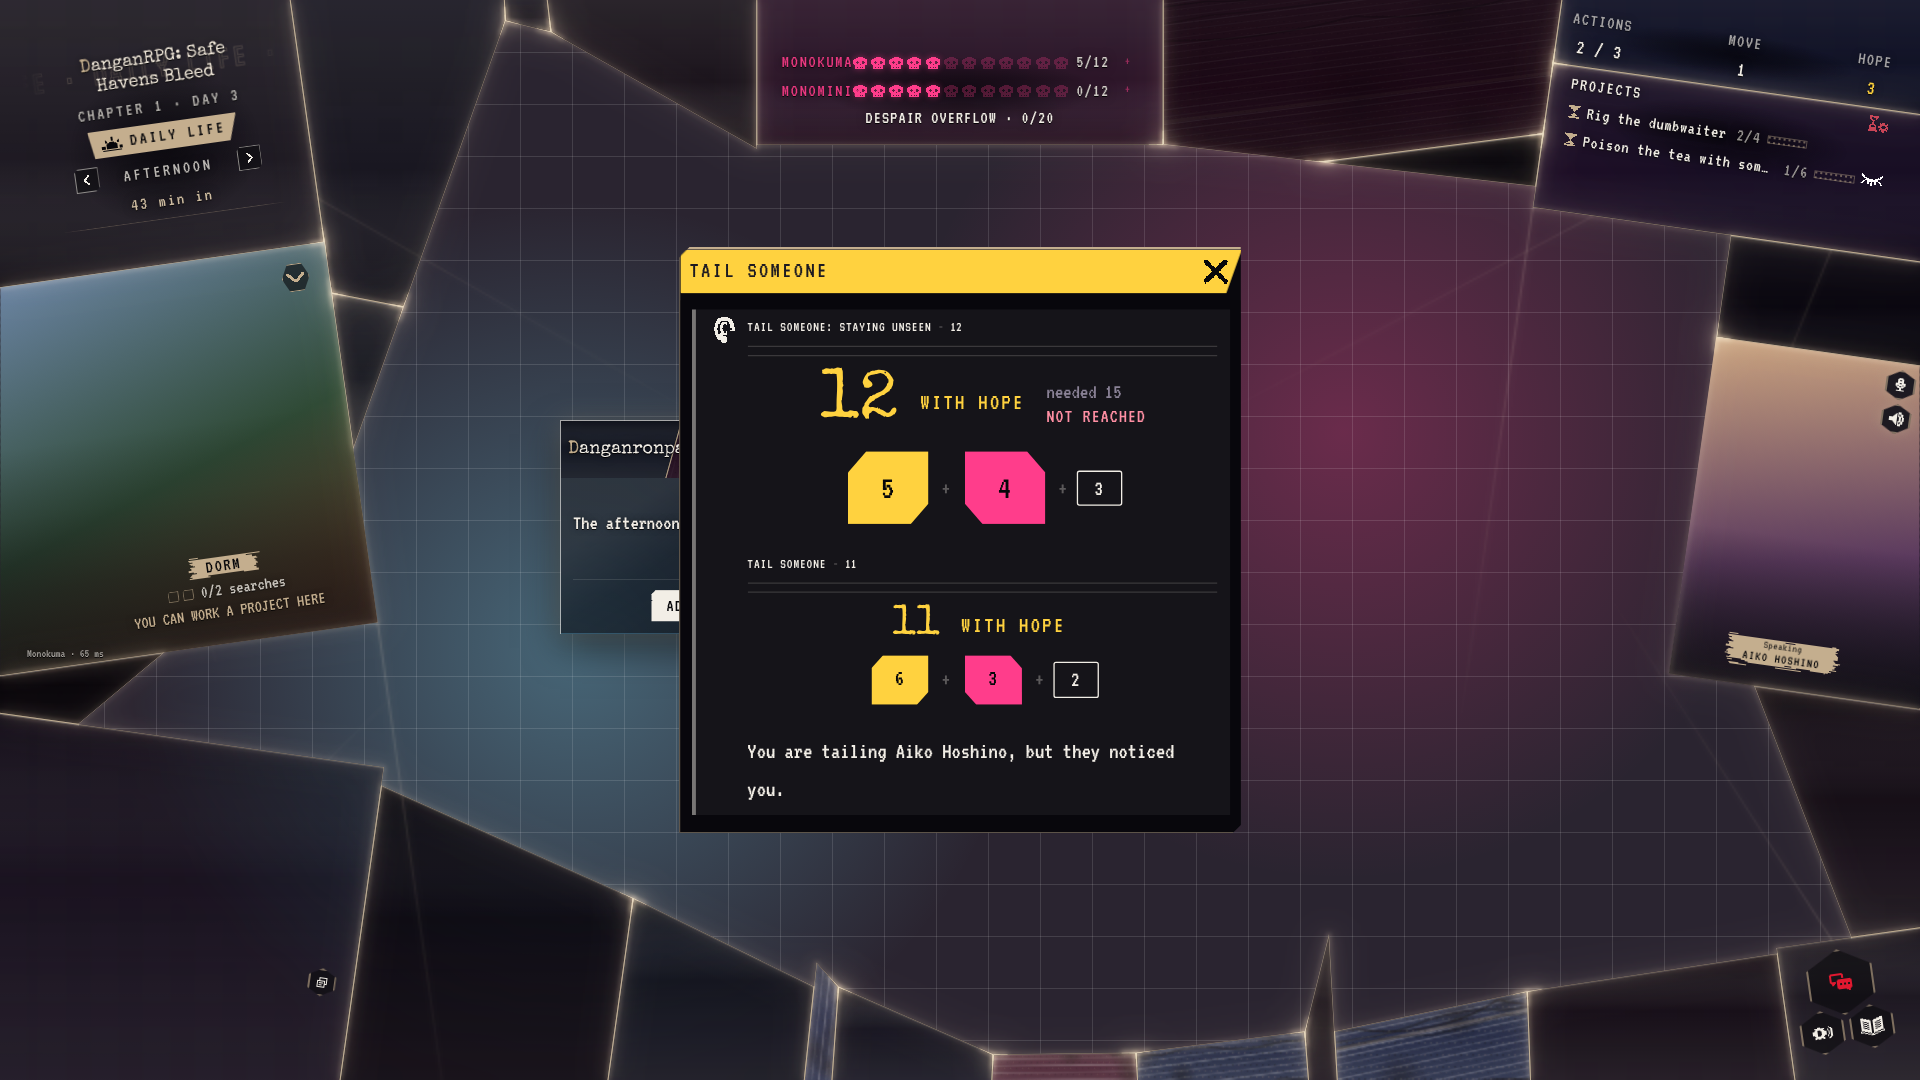 DanganRPG: Safe
Havens Bleed
CHAPTER 1 · DAY 3
DAILY LIFE
AFTERNOON
43 min in
MONOKUMA 5/12
MONOMINI 0/12
DESPAIR OVERFLOW · 0/20
ACTIONS
2 / 3
MOVE
1
HOPE
3
PROJECTS
Rig the dumbwaiter 2/4
Poison the tea with som… 1/6
DORM
0/2 searches
YOU CAN WORK A PROJECT HERE
Monokuma · 65 ms
Danganronpa
The afternoon
TAIL SOMEONE
TAIL SOMEONE: STAYING UNSEEN · 12
12 WITH HOPE
needed 15
NOT REACHED
5 + 4 + 3
TAIL SOMEONE · 11
11 WITH HOPE
6 + 3 + 2
You are tailing Aiko Hoshino, but they noticed
you.
Speaking
AIKO HOSHINO